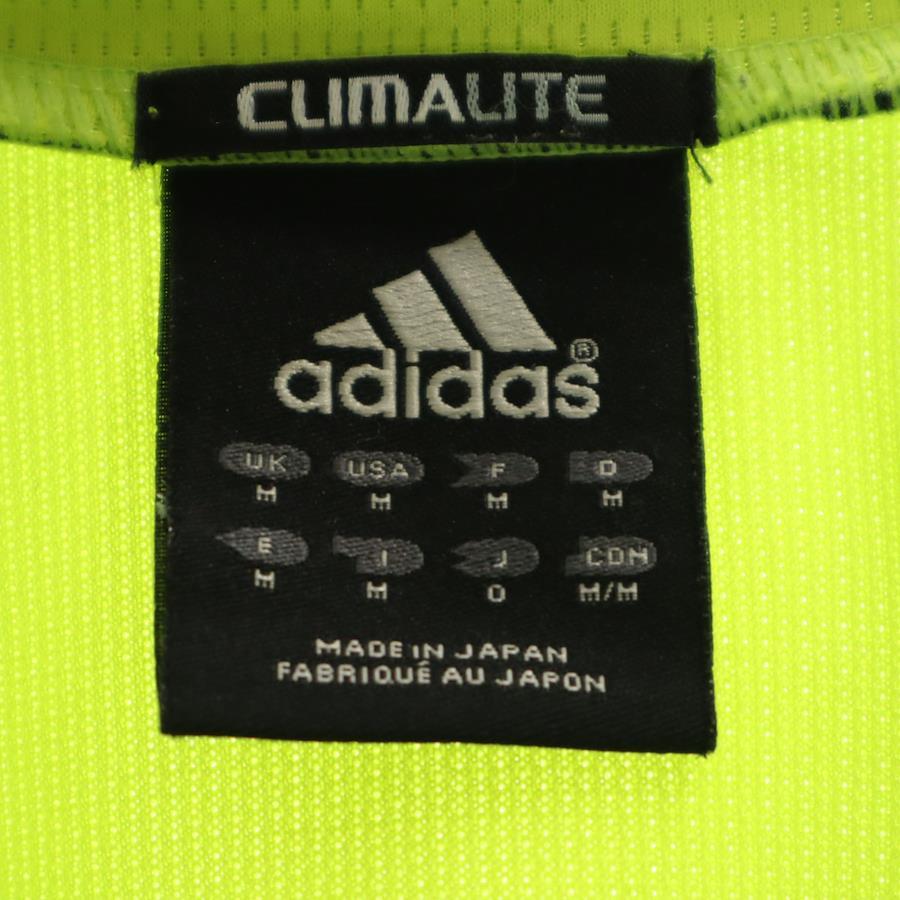 CLIMALITE
adidas®
UK USA F D
M M M M
E I J CDN
M M O M/M
MADE IN JAPAN
FABRIQUÉ AU JAPON